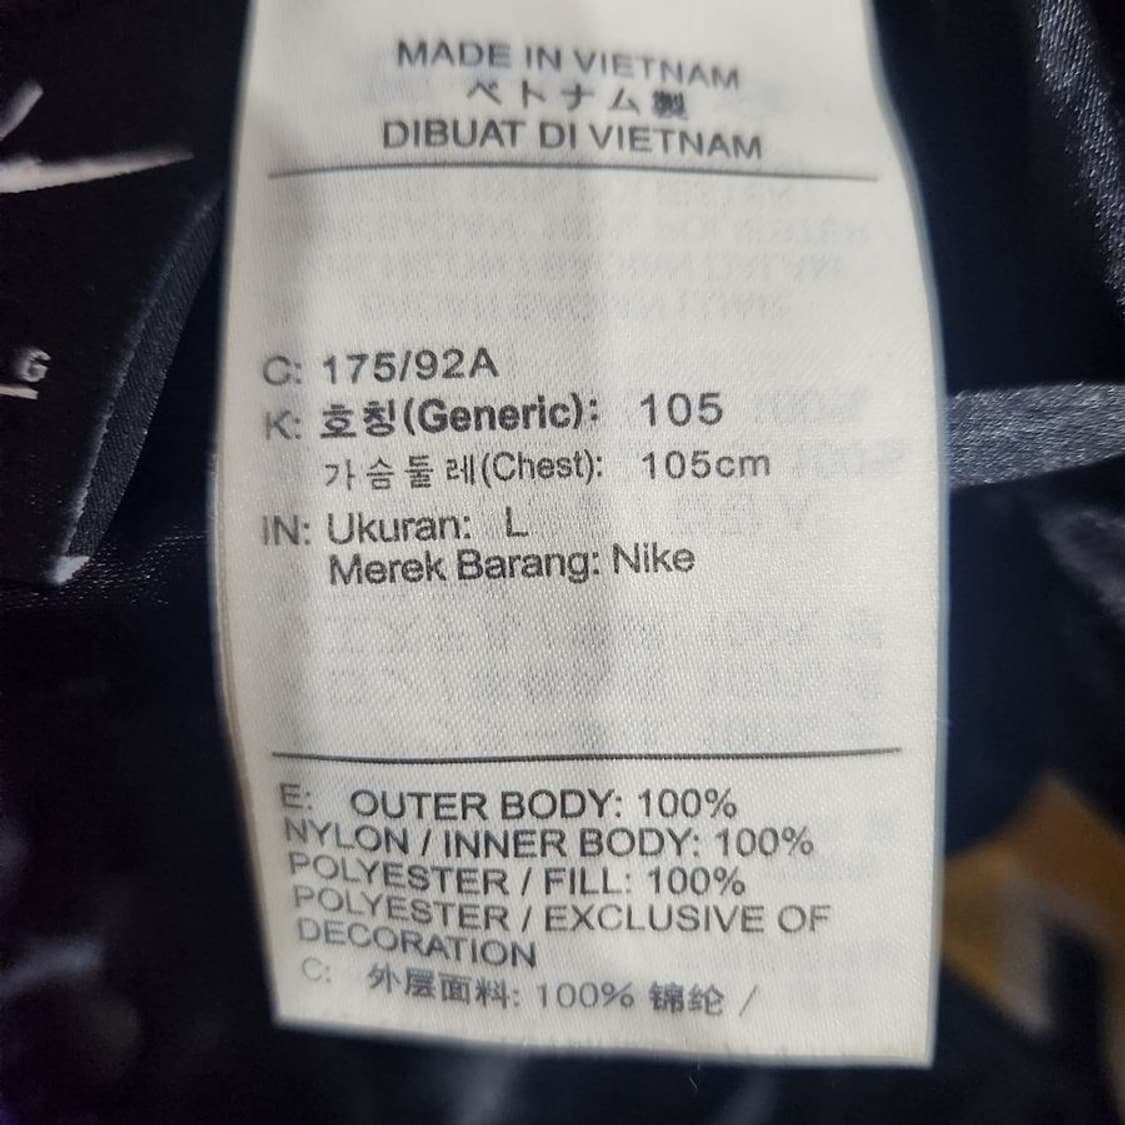 MADE IN VIETNAM
ベトナム製
DIBUAT DI VIETNAM
C: 175/92A
K: 호칭(Generic): 105
가슴둘레(Chest): 105cm
IN: Ukuran: L
Merek Barang: Nike
E: OUTER BODY: 100%
NYLON / INNER BODY: 100%
POLYESTER / FILL: 100%
POLYESTER / EXCLUSIVE OF
DECORATION
C: 外层面料: 100% 锦纶 /